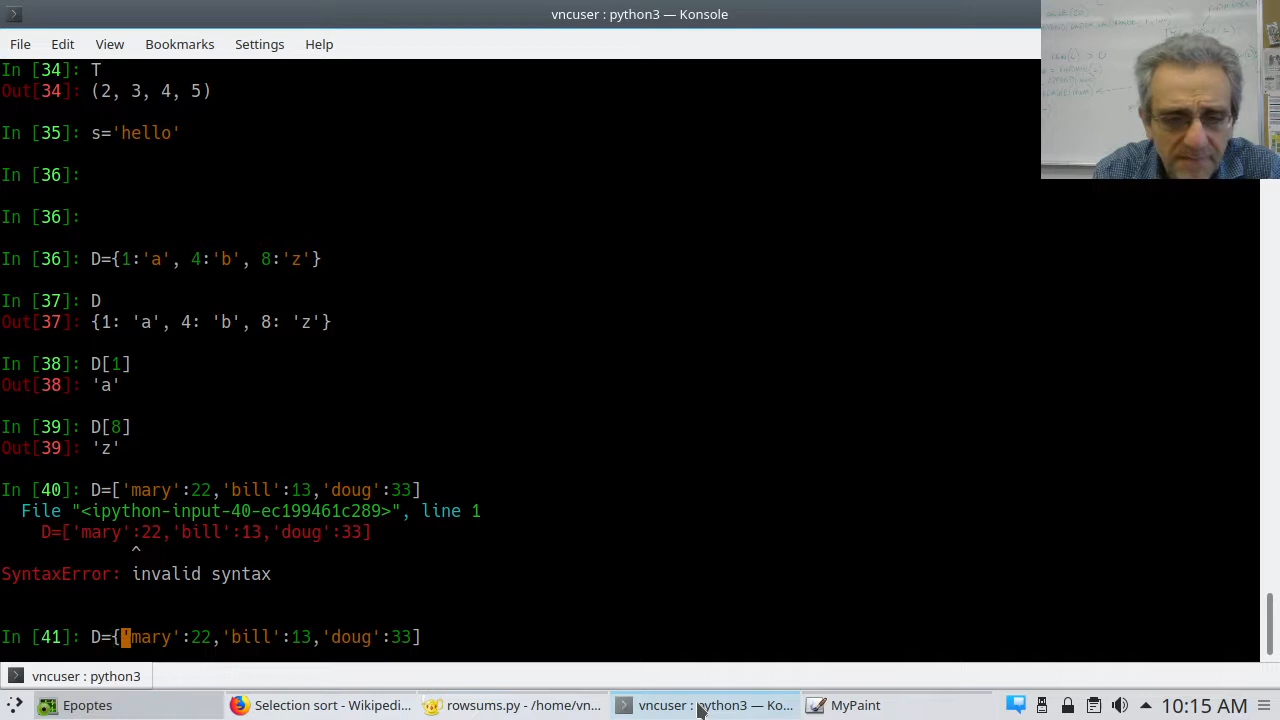 vncuser : python3 — Konsole
File Edit View Bookmarks Settings Help
In [34]: T
Out[34]: (2, 3, 4, 5)
In [35]: s='hello'
In [36]:
In [36]:
In [36]: D={1:'a', 4:'b', 8:'z'}
In [37]: D
Out[37]: {1: 'a', 4: 'b', 8: 'z'}
In [38]: D[1]
Out[38]: 'a'
In [39]: D[8]
Out[39]: 'z'
In [40]: D=['mary':22,'bill':13,'doug':33]
File "<ipython-input-40-ec199461c289>", line 1
D=['mary':22,'bill':13,'doug':33]
^
SyntaxError: invalid syntax
In [41]: D={'mary':22,'bill':13,'doug':33]
vncuser : python3
Epoptes Selection sort - Wikipedi... rowsums.py - /home/vn... vncuser : python3 — Ko... MyPaint 10:15 AM